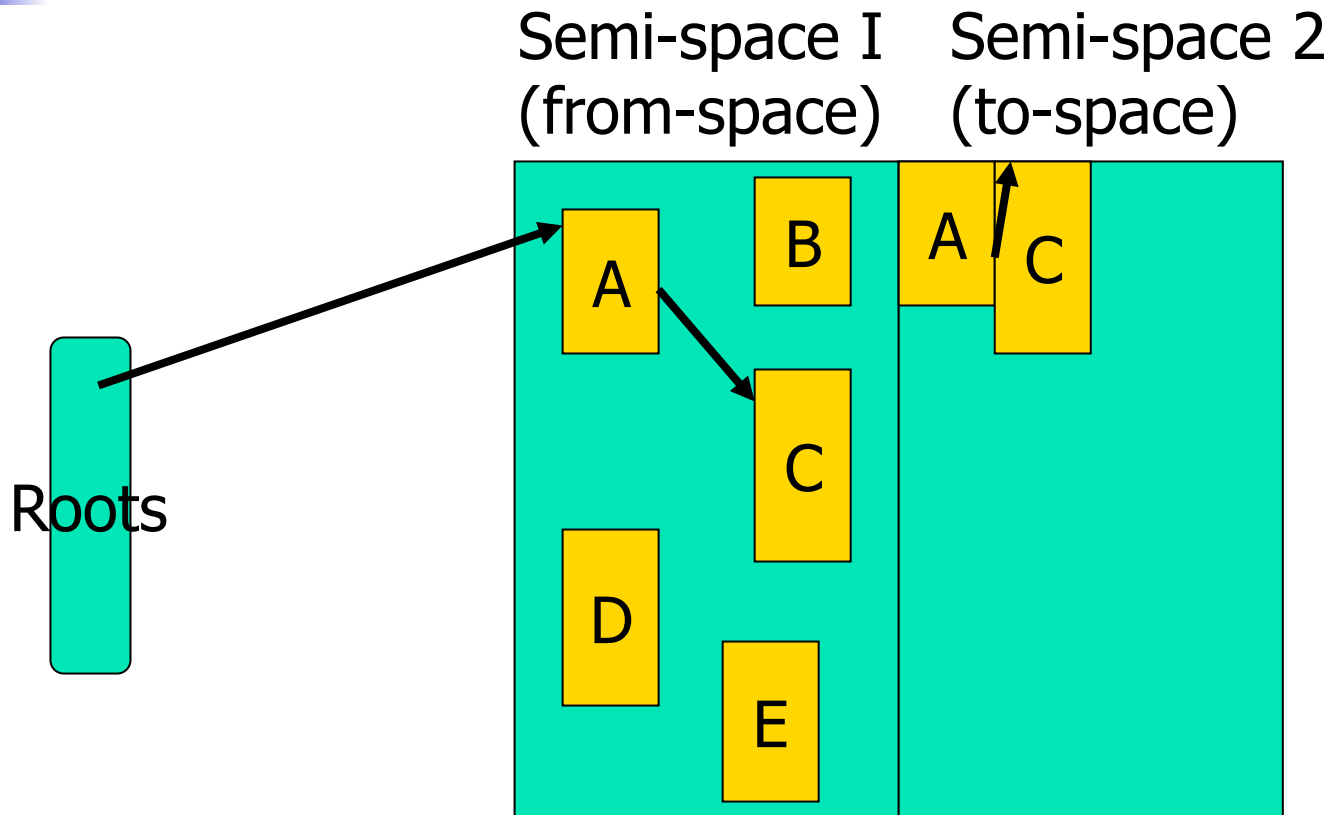 Semi-space I
(from-space)
Semi-space 2
(to-space)
A
B
A
C
C
Roots
D
E